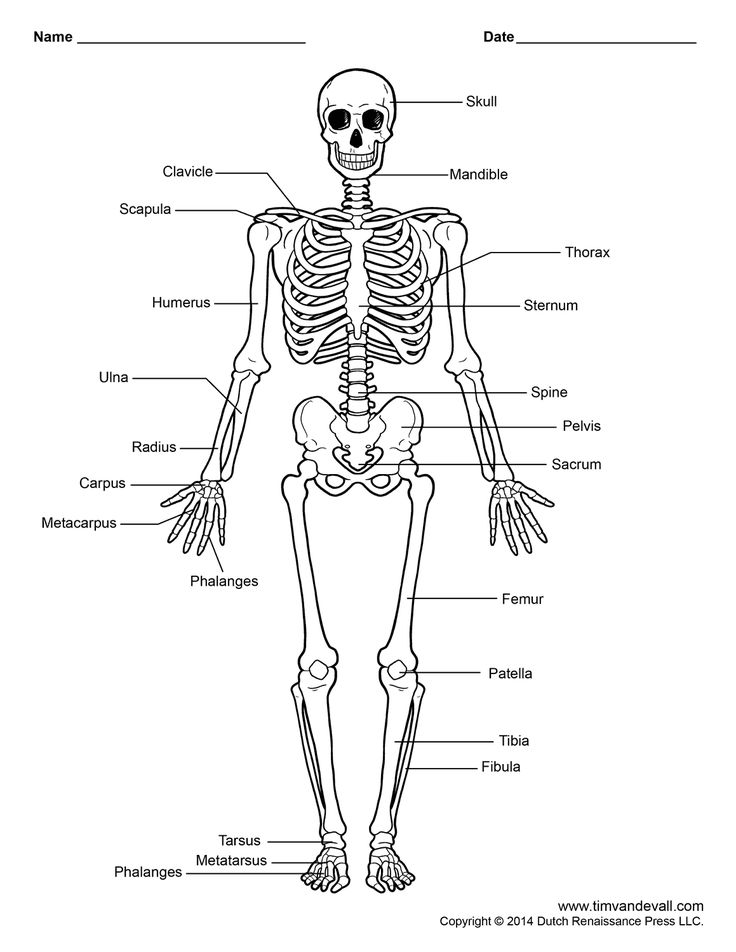 Name Date
Skull
Clavicle
Mandible
Scapula
Thorax
Humerus
Sternum
Ulna
Spine
Pelvis
Radius
Sacrum
Carpus
Metacarpus
Phalanges
Femur
Patella
Tibia
Fibula
Tarsus
Metatarsus
Phalanges
www.timvandevall.com
Copyright © 2014 Dutch Renaissance Press LLC.